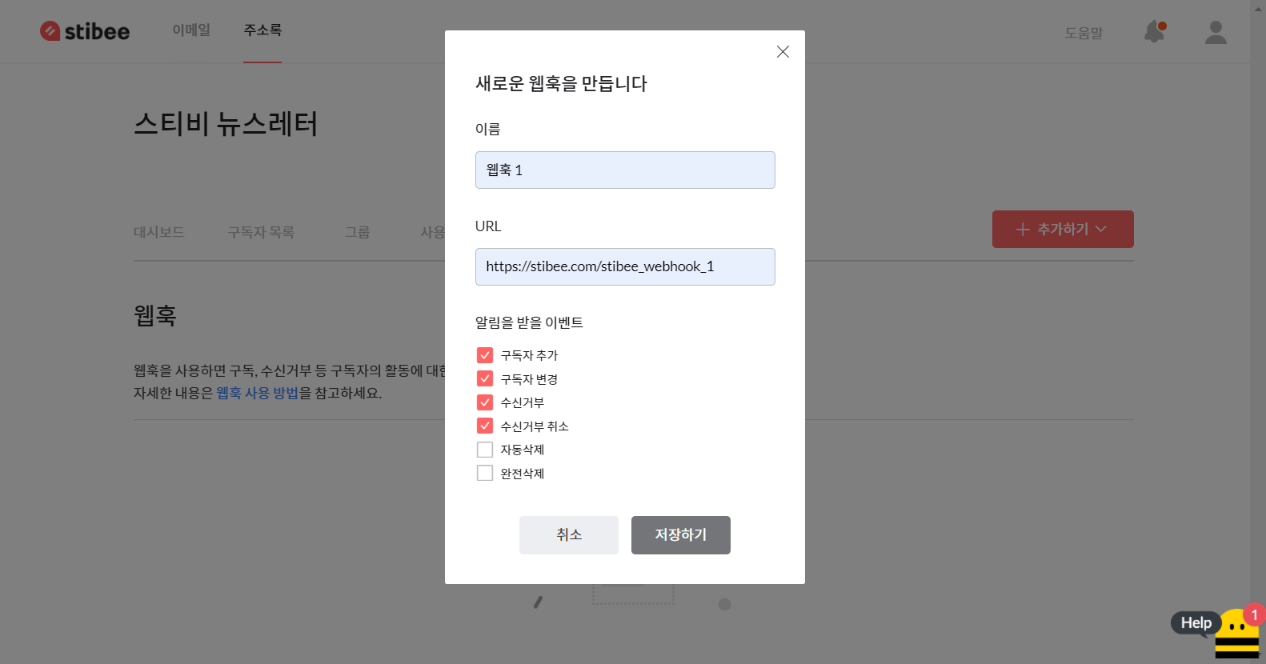 stibee
이메일
주소록
도움말
스티비 뉴스레터
대시보드
구독자 목록
그룹
사용
추가하기
웹훅
웹훅을 사용하면 구독, 수신거부 등 구독자의 활동에 대한
자세한 내용은 웹훅 사용 방법을 참고하세요.
새로운 웹훅을 만듭니다
이름
웹훅 1
URL
https://stibee.com/stibee_webhook_1
알림을 받을 이벤트
구독자 추가
구독자 변경
수신거부
수신거부 취소
자동삭제
완전삭제
취소
저장하기
Help
1